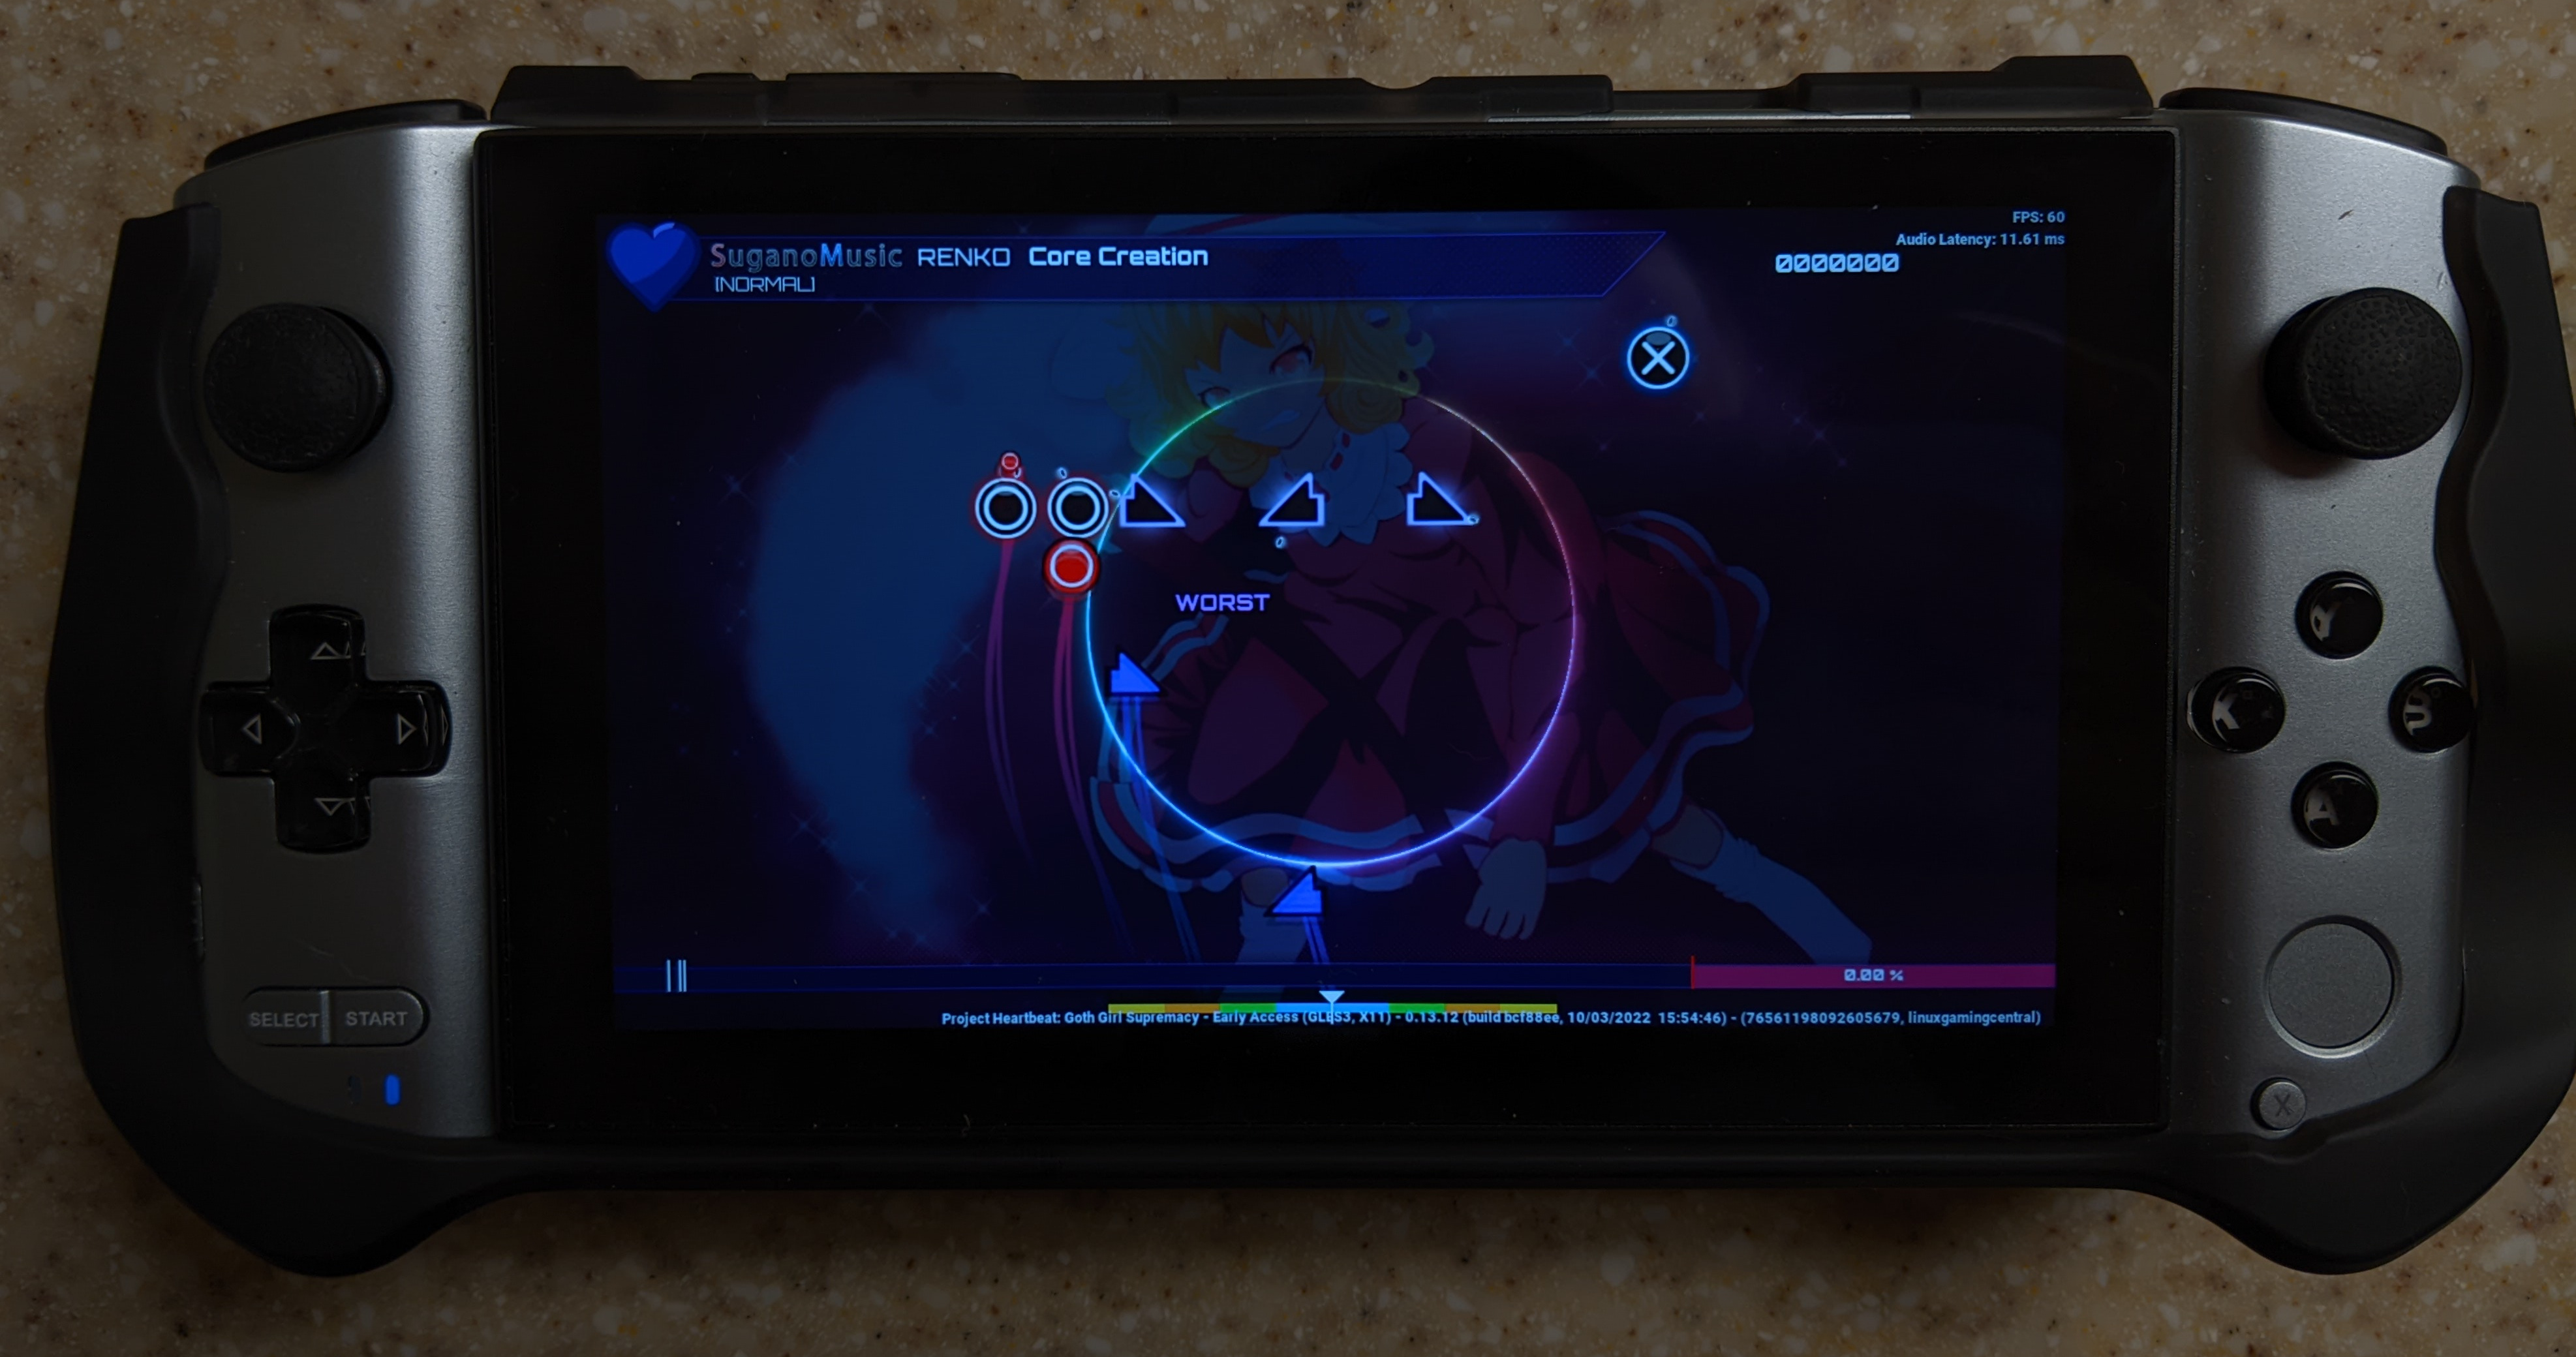 FPS: 60
Audio Latency: 11.61 ms
SuganoMusic RENKO Core Creation
[NORMAL]
0000000
WORST
Y
X
B
A
SELECT START
0.00 %
Project Heartbeat: Goth Girl Supremacy - Early Access (GLES3, X11) - 0.13.12 (build bcf88ee, 10/03/2022 15:54:46) - (76561198092605679, linuxgamingcentral)
X